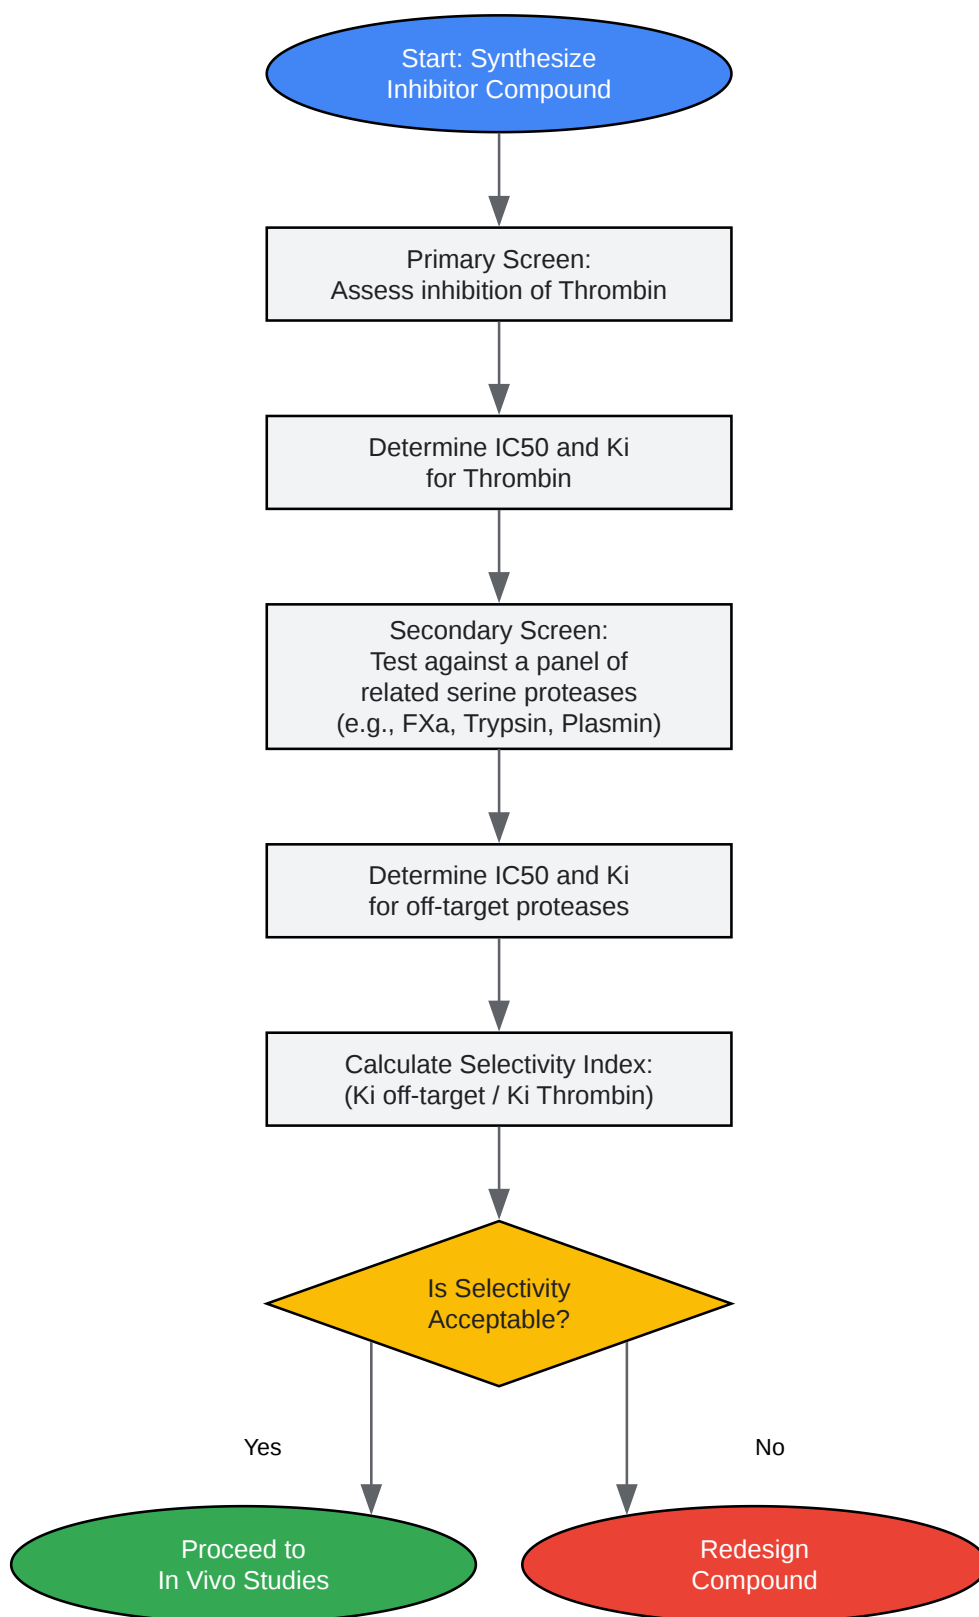 Start: Synthesize
Inhibitor Compound
Primary Screen:
Assess inhibition of Thrombin
Determine IC50 and Ki
for Thrombin
Secondary Screen:
Test against a panel of
related serine proteases
(e.g., FXa, Trypsin, Plasmin)
Determine IC50 and Ki
for off-target proteases
Calculate Selectivity Index:
(Ki off-target / Ki Thrombin)
Is Selectivity
Acceptable?
Yes
No
Proceed to
In Vivo Studies
Redesign
Compound